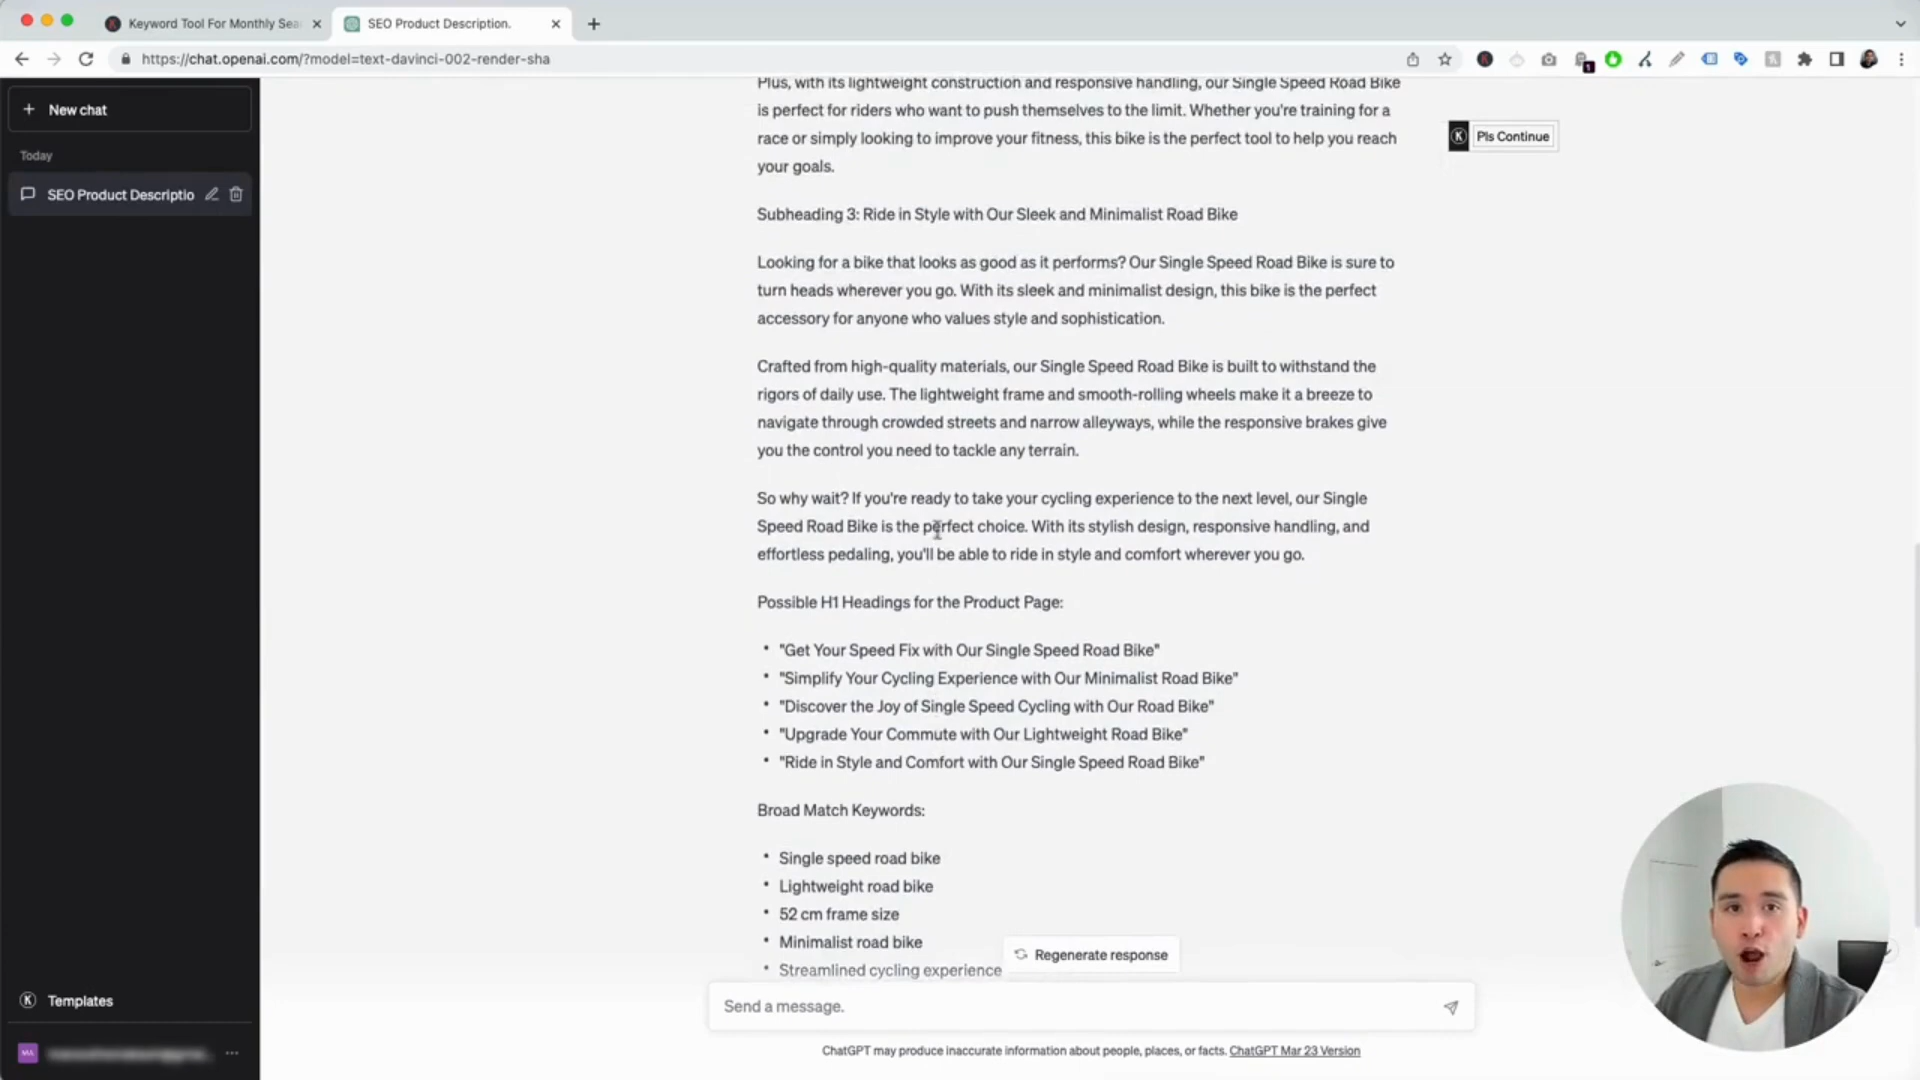 Keyword Tool For Monthly Sea
SEO Product Description.
https://chat.openai.com/?model=text-davinci-002-render-sha
New chat
Today
SEO Product Descriptio
Templates
MA
Plus, with its lightweight construction and responsive handling, our Single Speed Road Bike
is perfect for riders who want to push themselves to the limit. Whether you're training for a
race or simply looking to improve your fitness, this bike is the perfect tool to help you reach
your goals.
K Pls Continue
Subheading 3: Ride in Style with Our Sleek and Minimalist Road Bike
Looking for a bike that looks as good as it performs? Our Single Speed Road Bike is sure to
turn heads wherever you go. With its sleek and minimalist design, this bike is the perfect
accessory for anyone who values style and sophistication.
Crafted from high-quality materials, our Single Speed Road Bike is built to withstand the
rigors of daily use. The lightweight frame and smooth-rolling wheels make it a breeze to
navigate through crowded streets and narrow alleyways, while the responsive brakes give
you the control you need to tackle any terrain.
So why wait? If you're ready to take your cycling experience to the next level, our Single
Speed Road Bike is the perfect choice. With its stylish design, responsive handling, and
effortless pedaling, you'll be able to ride in style and comfort wherever you go.
Possible H1 Headings for the Product Page:
• "Get Your Speed Fix with Our Single Speed Road Bike"
• "Simplify Your Cycling Experience with Our Minimalist Road Bike"
• "Discover the Joy of Single Speed Cycling with Our Road Bike"
• "Upgrade Your Commute with Our Lightweight Road Bike"
• "Ride in Style and Comfort with Our Single Speed Road Bike"
Broad Match Keywords:
• Single speed road bike
• Lightweight road bike
• 52 cm frame size
• Minimalist road bike
• Streamlined cycling experience
Regenerate response
Send a message.
ChatGPT may produce inaccurate information about people, places, or facts. ChatGPT Mar 23 Version